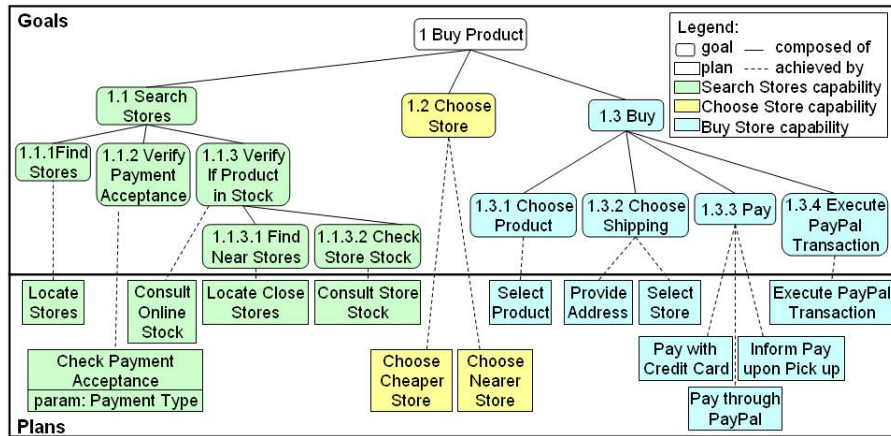 Goals
1 Buy Product
Legend:
goal
composed of
plan
achieved by
Search Stores capability
Choose Store capability
Buy Store capability
1.1 Search
Stores
1.2 Choose
Store
1.3 Buy
1.1.1Find
Stores
1.1.2 Verify
Payment
Acceptance
1.1.3 Verify
If Product
in Stock
1.1.3.1 Find
Near Stores
1.1.3.2 Check
Store Stock
1.3.1 Choose
Product
1.3.2 Choose
Shipping
1.3.3 Pay
1.3.4 Execute
PayPal
Transaction
Locate
Stores
Consult
Online
Stock
Locate Close
Stores
Consult Store
Stock
Select
Product
Provide
Address
Select
Store
Execute PayPal
Transaction
Check Payment
Acceptance
param: Payment Type
Choose
Cheaper
Store
Choose
Nearer
Store
Pay with
Credit Card
Inform Pay
upon Pick up
Pay through
PayPal
Plans